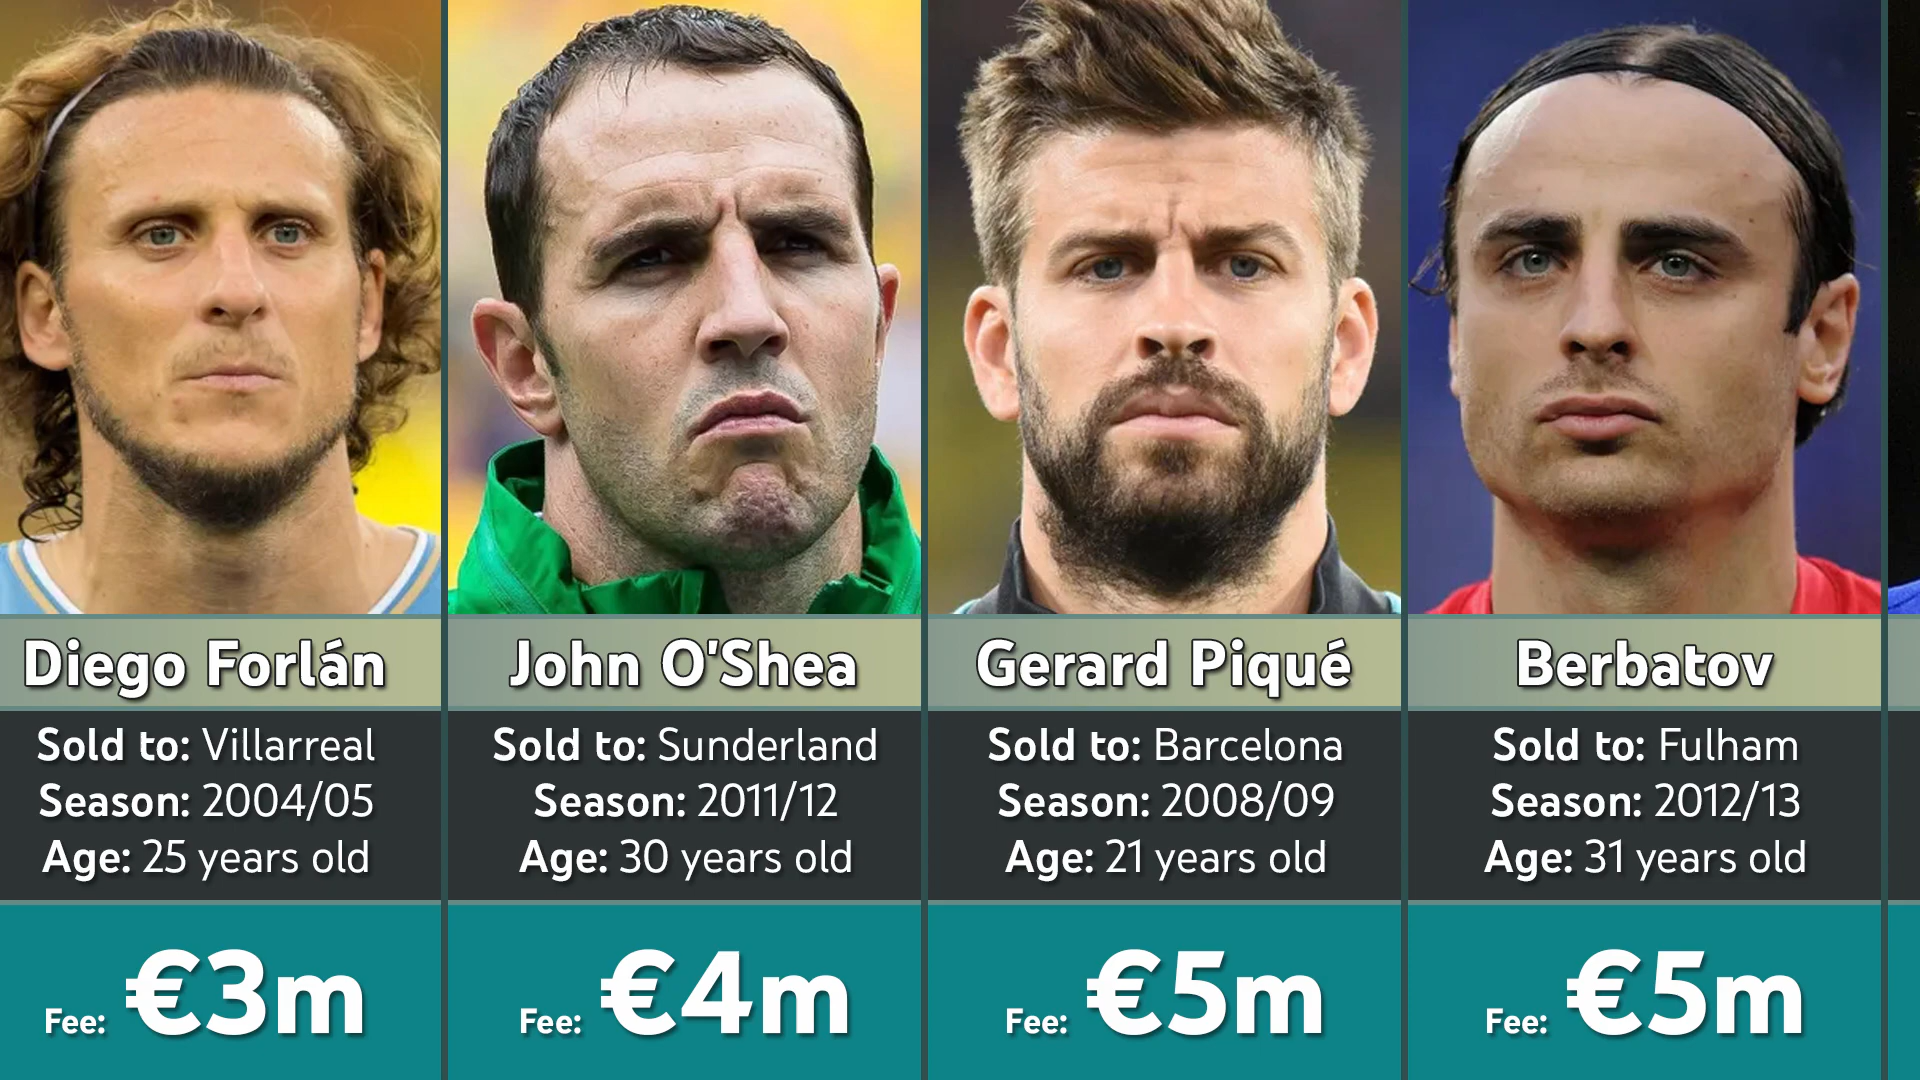 Diego Forlán
Sold to: Villarreal
Season: 2004/05
Age: 25 years old
Fee: €3m
John O'Shea
Sold to: Sunderland
Season: 2011/12
Age: 30 years old
Fee: €4m
Gerard Piqué
Sold to: Barcelona
Season: 2008/09
Age: 21 years old
Fee: €5m
Berbatov
Sold to: Fulham
Season: 2012/13
Age: 31 years old
Fee: €5m